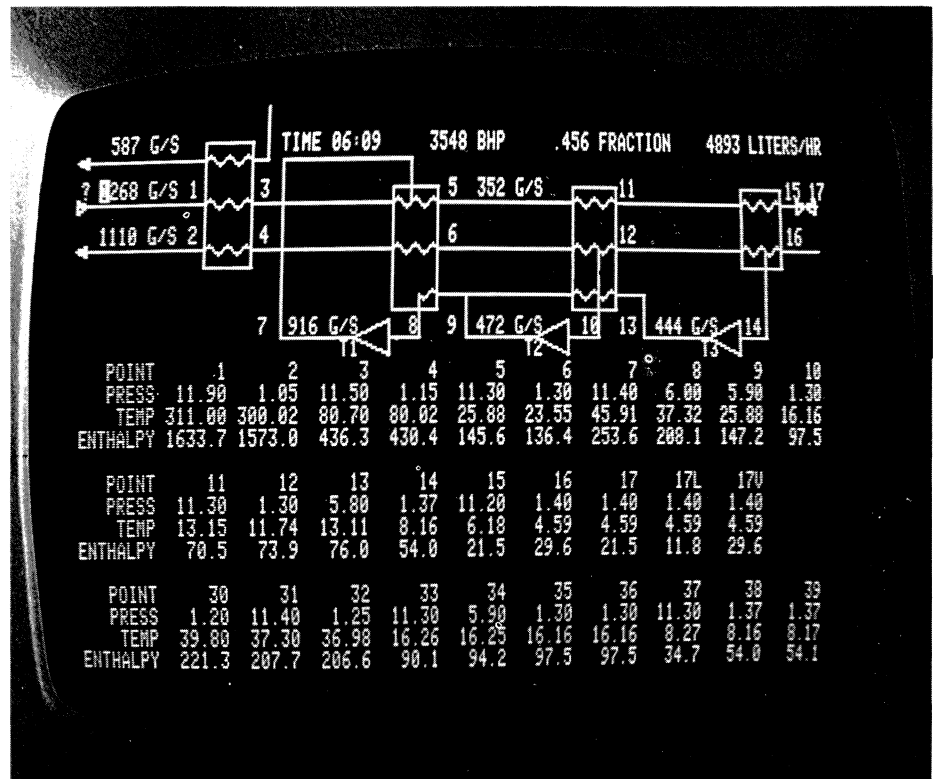 587 G/S TIME 06:09 3548 BHP .456 FRACTION 4893 LITERS/HR
? 268 G/S 1 3 5 352 G/S 11 15 17
1110 G/S 2 4 6 12 16
7 916 G/S 8 9 472 G/S 10 13 444 G/S 14
T1 T2 T3
POINT 1 2 3 4 5 6 7 8 9 10
PRESS 11.90 1.05 11.50 1.15 11.30 1.30 11.40 6.00 5.90 1.30
TEMP 311.00 300.02 80.70 80.02 25.88 23.55 45.91 37.32 25.88 16.16
ENTHALPY 1633.7 1573.0 436.3 430.4 145.6 136.4 253.6 208.1 147.2 97.5
POINT 11 12 13 14 15 16 17 17L 17V
PRESS 11.30 1.30 5.80 1.37 11.20 1.40 1.40 1.40 1.40
TEMP 13.15 11.74 13.11 8.16 6.18 4.59 4.59 4.59 4.59
ENTHALPY 70.5 73.9 76.0 54.0 21.5 29.6 21.5 11.8 29.6
POINT 30 31 32 33 34 35 36 37 38 39
PRESS 1.20 11.40 1.25 11.30 5.90 1.30 1.30 11.30 1.37 1.37
TEMP 39.80 37.30 36.98 16.26 16.25 16.16 16.16 8.27 8.16 8.17
ENTHALPY 221.3 207.7 206.6 90.1 94.2 97.5 97.5 34.7 54.0 54.1